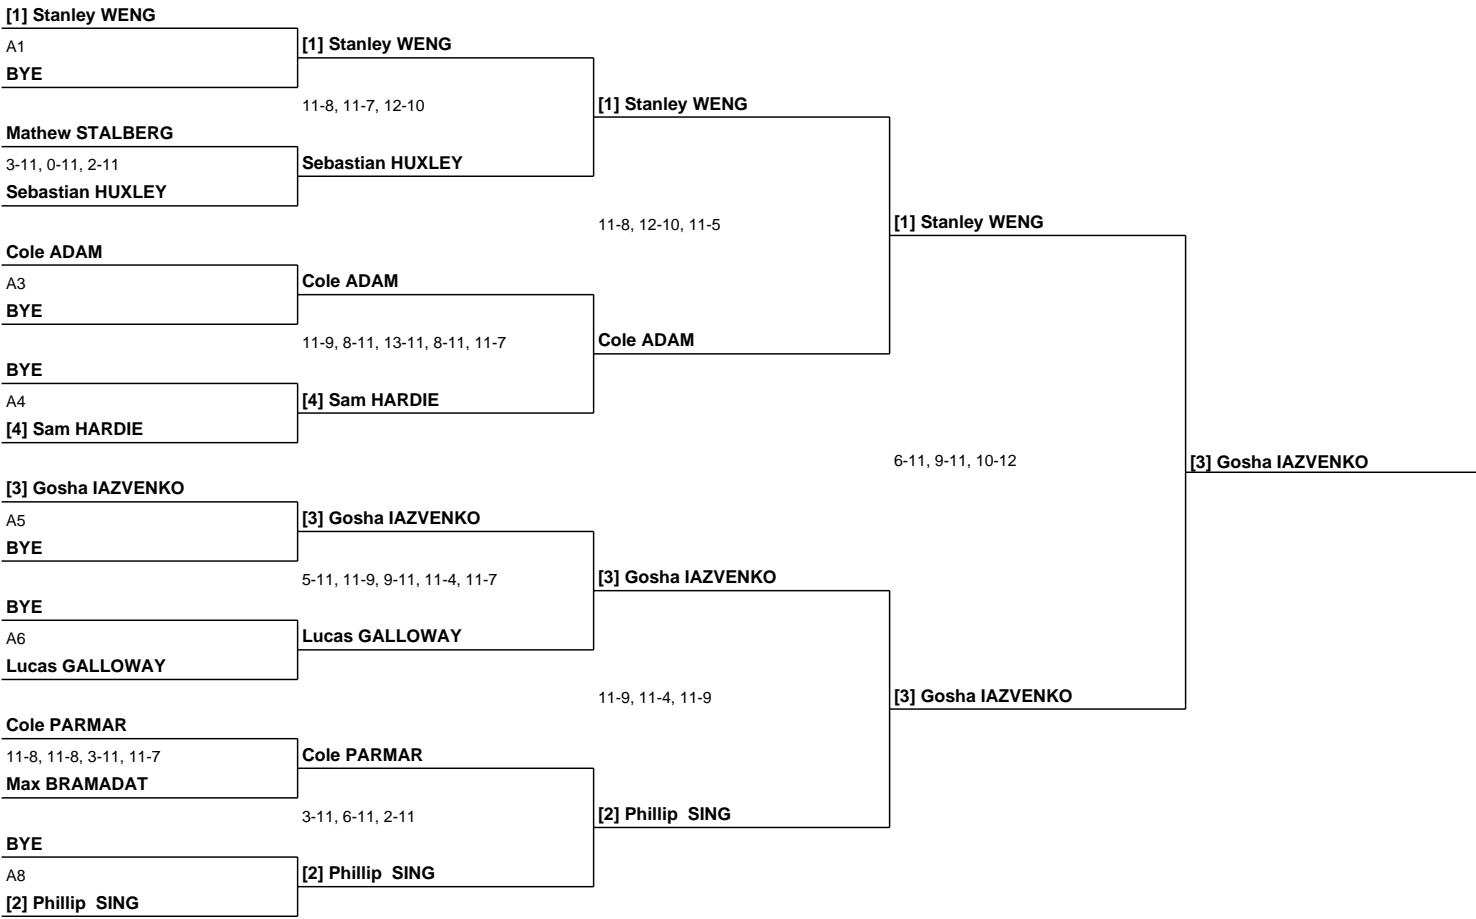 [1] Stanley WENG
A1
BYE
Mathew STALBERG
3-11, 0-11, 2-11
Sebastian HUXLEY
Cole ADAM
A3
BYE
BYE
A4
[4] Sam HARDIE
[3] Gosha IAZVENKO
A5
BYE
BYE
A6
Lucas GALLOWAY
Cole PARMAR
11-8, 11-8, 3-11, 11-7
Max BRAMADAT
BYE
A8
[2] Phillip SING
[1] Stanley WENG
11-8, 11-7, 12-10
Sebastian HUXLEY
Cole ADAM
11-9, 8-11, 13-11, 8-11, 11-7
[4] Sam HARDIE
[3] Gosha IAZVENKO
5-11, 11-9, 9-11, 11-4, 11-7
Lucas GALLOWAY
Cole PARMAR
3-11, 6-11, 2-11
[2] Phillip SING
[1] Stanley WENG
11-8, 12-10, 11-5
Cole ADAM
[3] Gosha IAZVENKO
11-9, 11-4, 11-9
[2] Phillip SING
[1] Stanley WENG
6-11, 9-11, 10-12
[3] Gosha IAZVENKO
[3] Gosha IAZVENKO